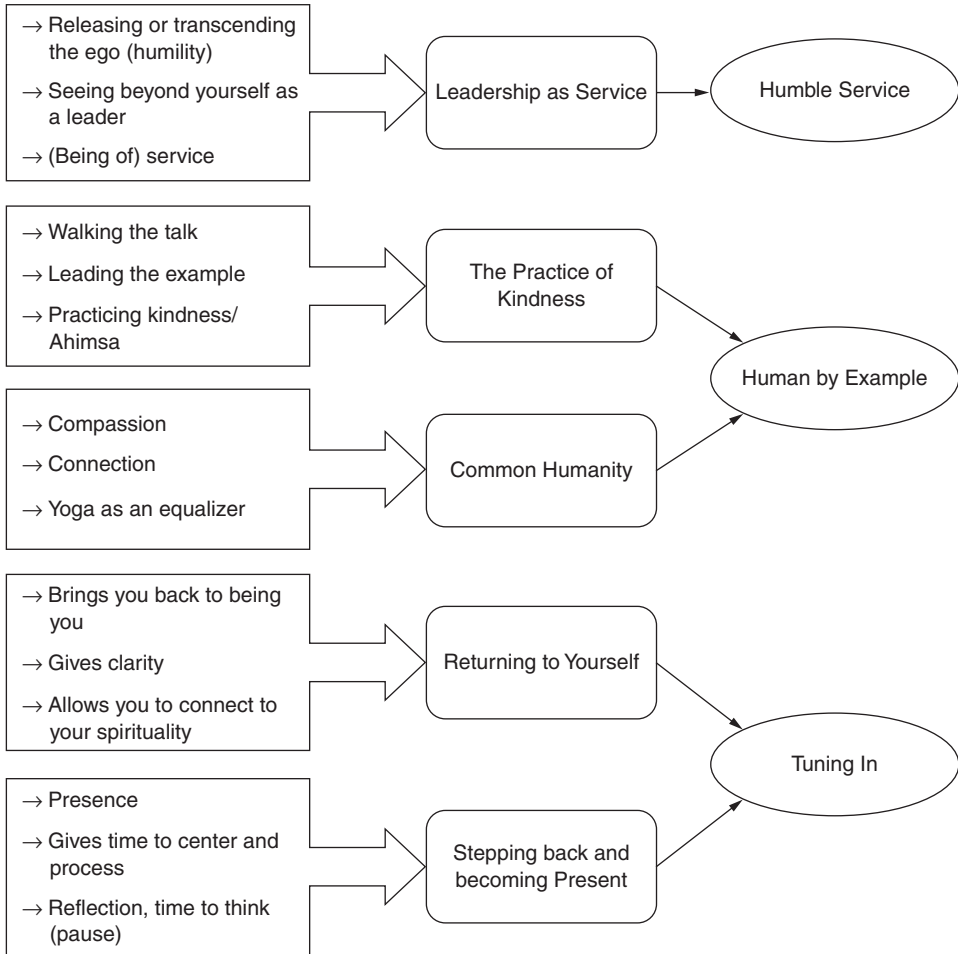 → Releasing or transcending
the ego (humility)
→ Seeing beyond yourself as
a leader
→ (Being of) service
Leadership as Service
Humble Service
→ Walking the talk
→ Leading the example
→ Practicing kindness/
Ahimsa
The Practice of
Kindness
→ Compassion
→ Connection
→ Yoga as an equalizer
Common Humanity
Human by Example
→ Brings you back to being
you
→ Gives clarity
→ Allows you to connect to
your spirituality
Returning to Yourself
→ Presence
→ Gives time to center and
process
→ Reflection, time to think
(pause)
Stepping back and
becoming Present
Tuning In